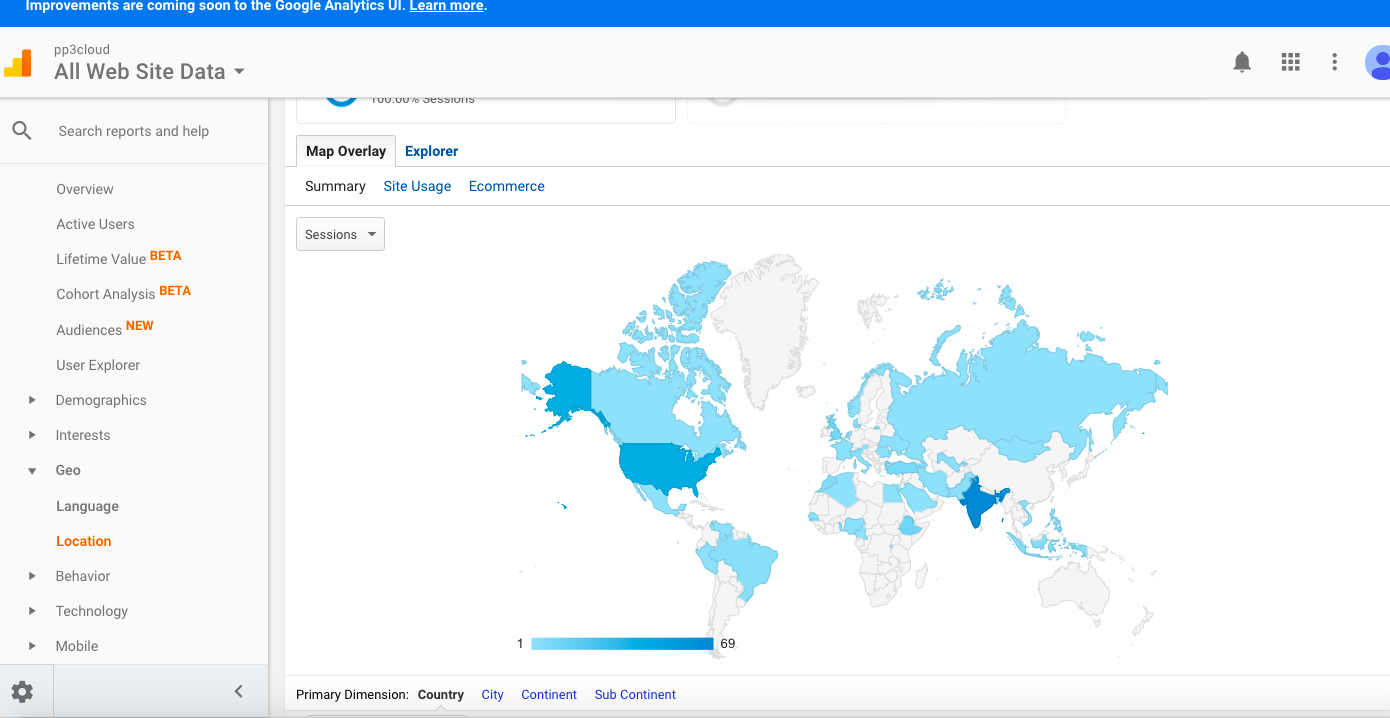 Improvements are coming soon to the Google Analytics UI. Learn more.
pp3cloud
All Web Site Data
100.00% Sessions
Search reports and help
Overview
Active Users
Lifetime Value BETA
Cohort Analysis BETA
Audiences NEW
User Explorer
Demographics
Interests
Geo
Language
Location
Behavior
Technology
Mobile
Map Overlay Explorer
Summary Site Usage Ecommerce
Sessions
1 69
Primary Dimension: Country City Continent Sub Continent